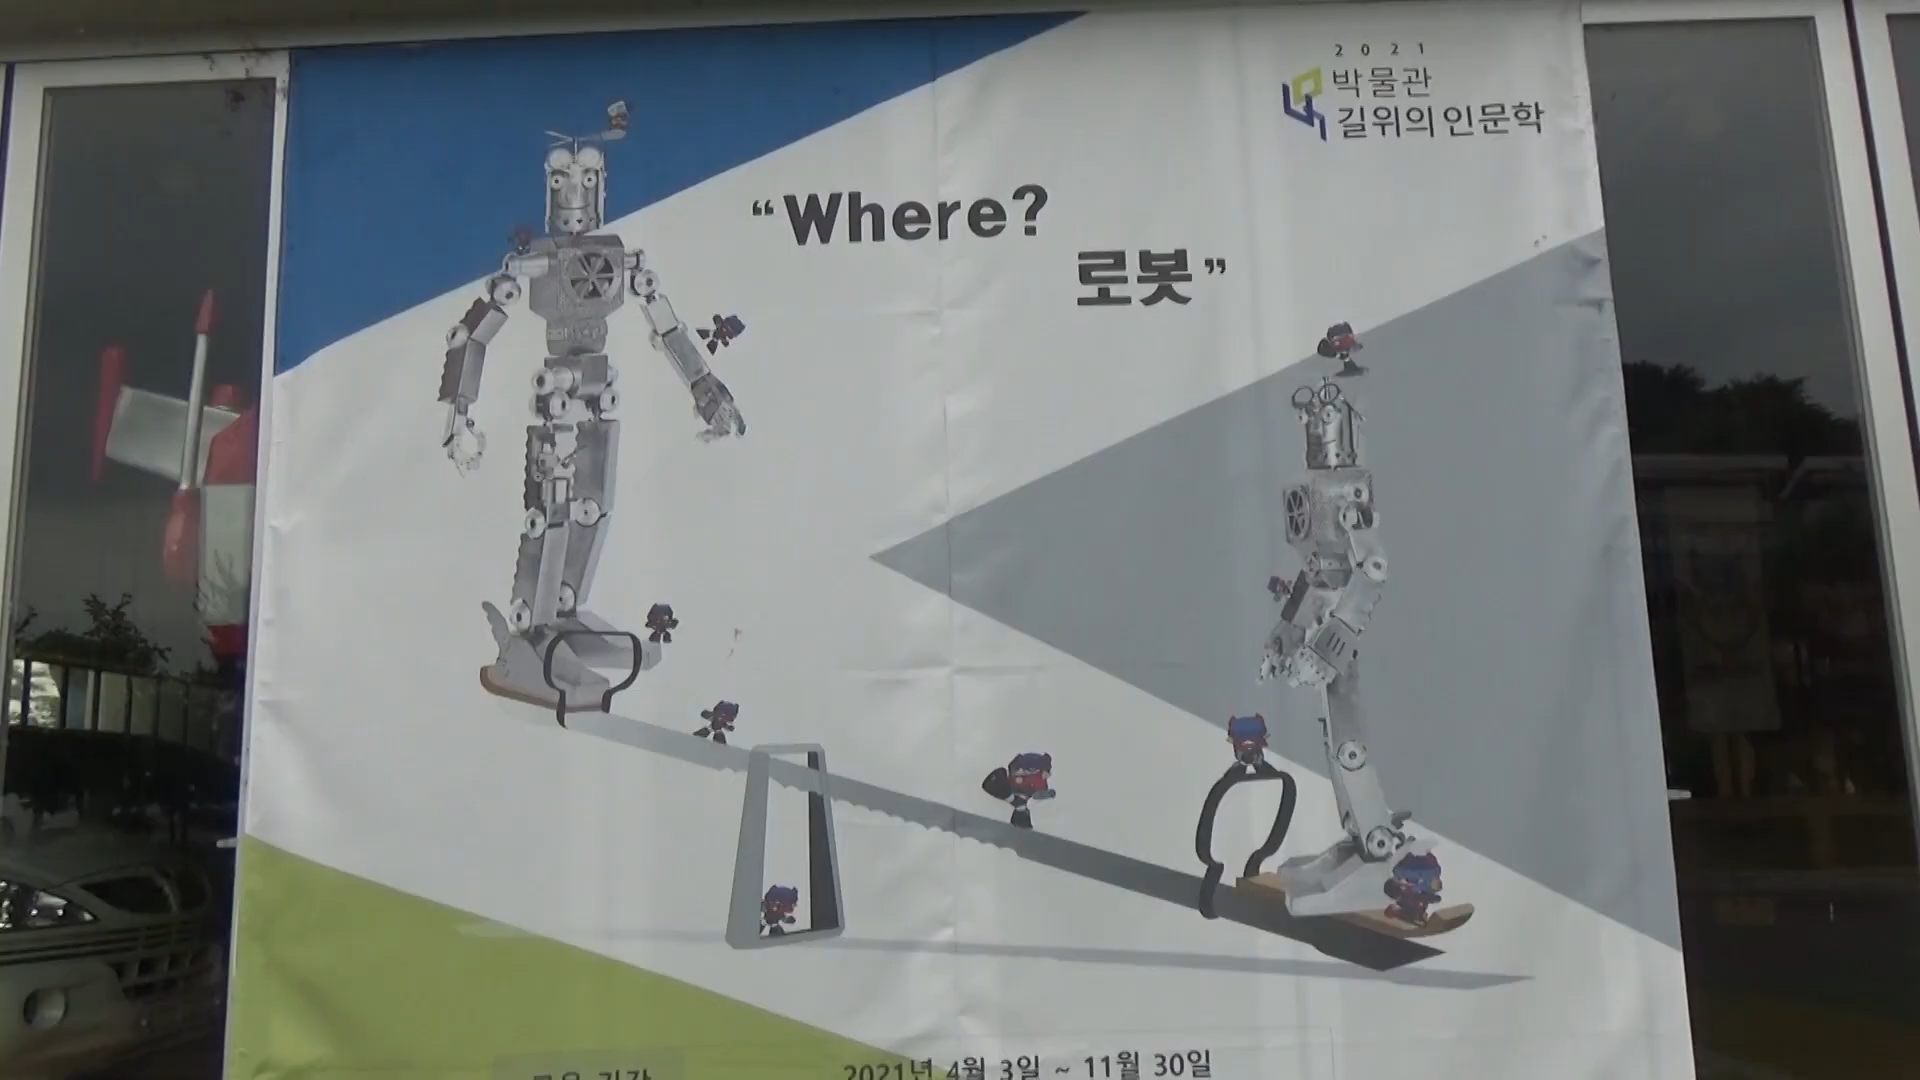 2021
박물관
길위의인문학
“Where?
로봇”
2021년 4월 3일 ~ 11월 30일